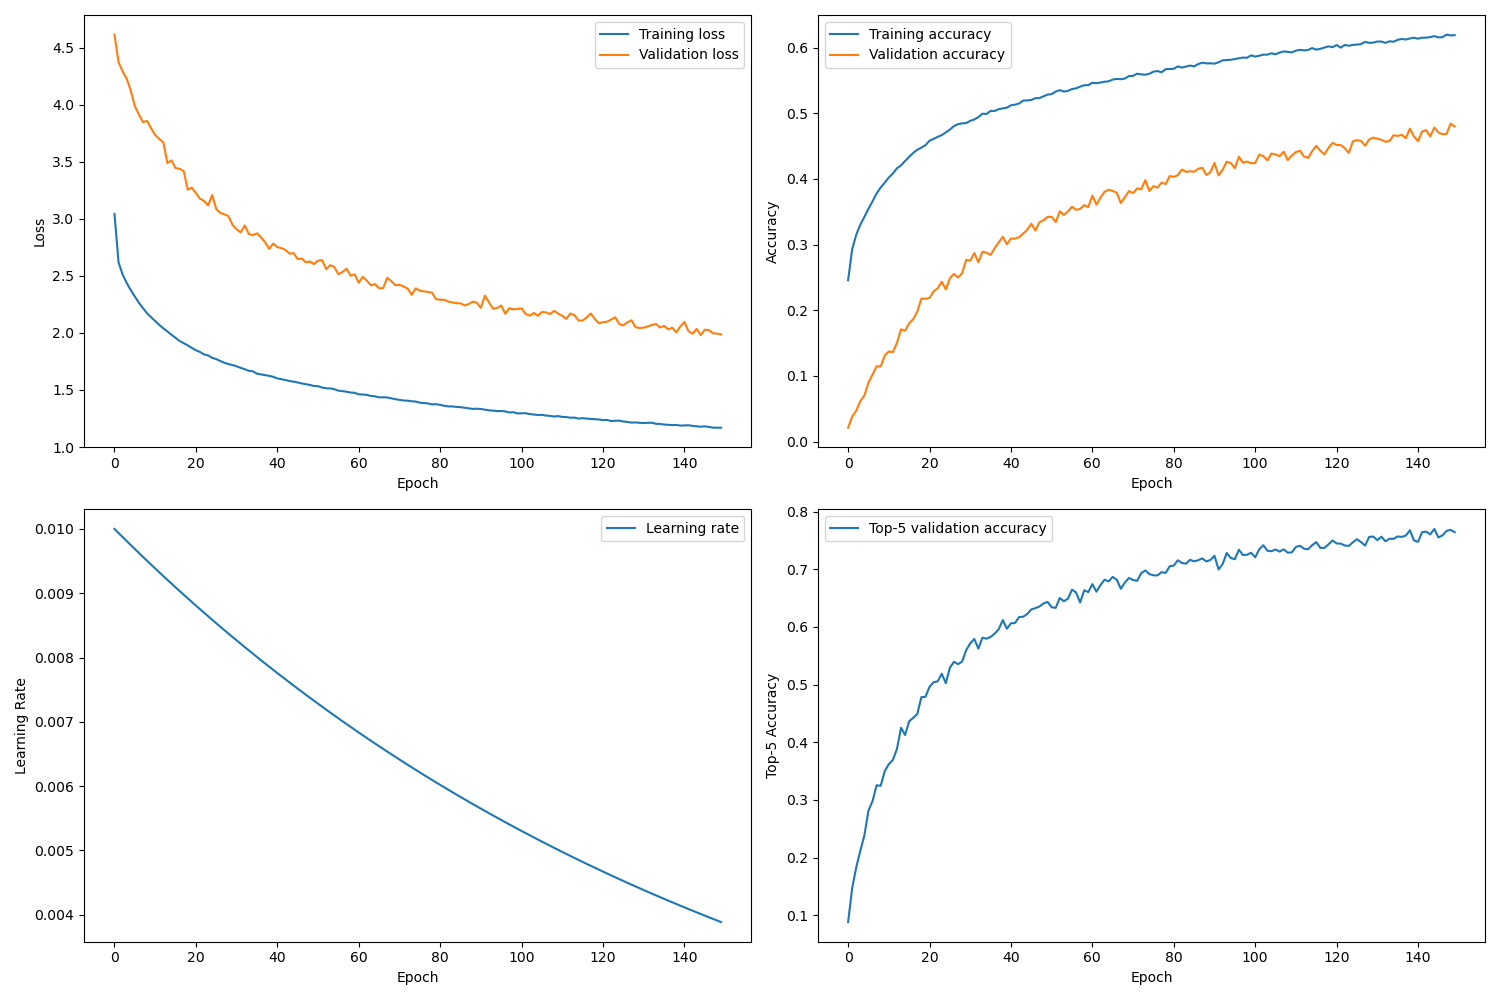 Training loss
Validation loss
4.5
4.0
3.5
3.0
2.5
2.0
1.5
1.0
Loss
0 20 40 60 80 100 120 140
Epoch
Training accuracy
Validation accuracy
0.6
0.5
0.4
0.3
0.2
0.1
0.0
Accuracy
0 20 40 60 80 100 120 140
Epoch
Learning rate
0.010
0.009
0.008
0.007
0.006
0.005
0.004
Learning Rate
0 20 40 60 80 100 120 140
Epoch
Top-5 validation accuracy
0.8
0.7
0.6
0.5
0.4
0.3
0.2
0.1
Top-5 Accuracy
0 20 40 60 80 100 120 140
Epoch